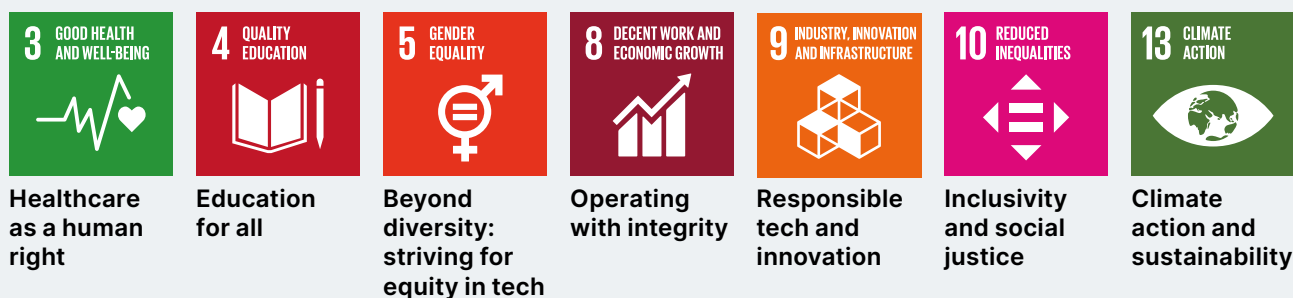 3 GOOD HEALTH
AND WELL-BEING
4 QUALITY
EDUCATION
5 GENDER
EQUALITY
8 DECENT WORK AND
ECONOMIC GROWTH
9 INDUSTRY, INNOVATION
AND INFRASTRUCTURE
10 REDUCED
INEQUALITIES
13 CLIMATE
ACTION
Healthcare
as a human
right
Education
for all
Beyond
diversity:
striving for
equity in tech
Operating
with integrity
Responsible
tech and
innovation
Inclusivity
and social
justice
Climate
action and
sustainability